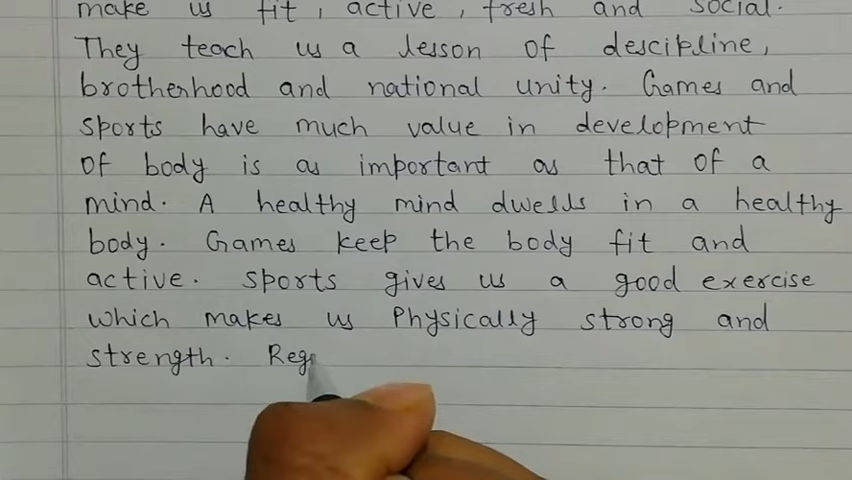 make us fit, active, fresh and social.
They teach us a lesson of descipline,
brotherhood and national unity. Games and
sports have much value in development
of body is as important as that of a
mind. A healthy mind dwells in a healthy
body. Games keep the body fit and
active. Sports gives us a good exercise
which makes us Physically strong and
strength. Reg